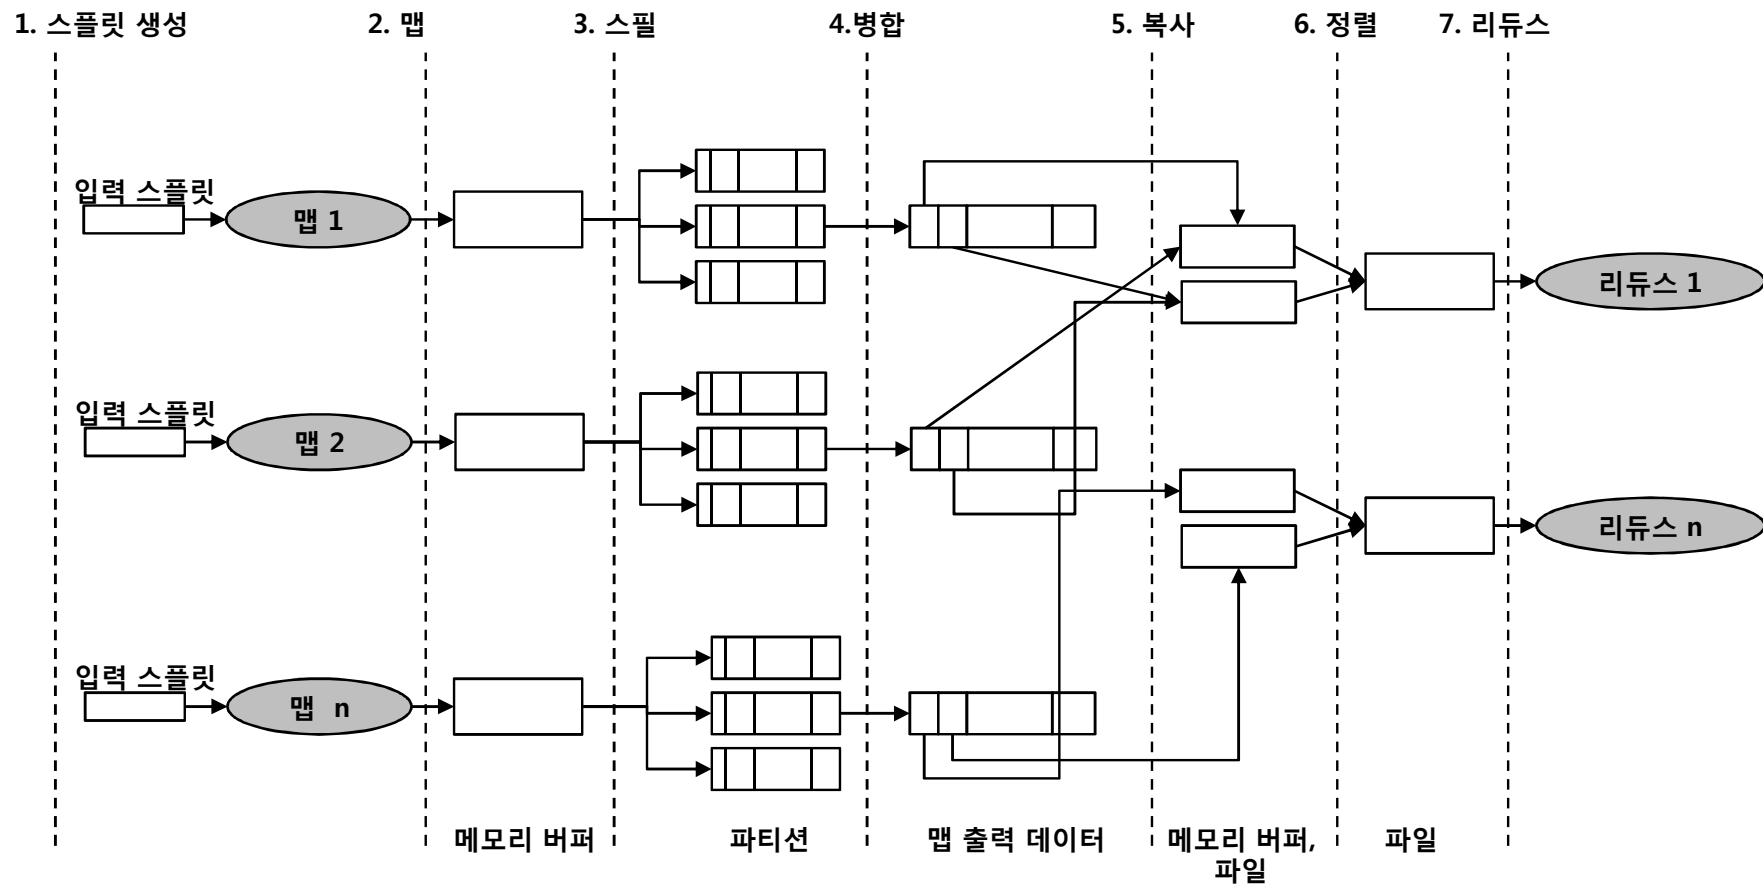 1. 스플릿 생성
2. 맵
3. 스필
4.병합
5. 복사
6. 정렬
7. 리듀스
입력 스플릿
맵 1
리듀스 1
입력 스플릿
맵 2
리듀스 n
입력 스플릿
맵 n
메모리 버퍼
파티션
맵 출력 데이터
메모리 버퍼,
파일
파일